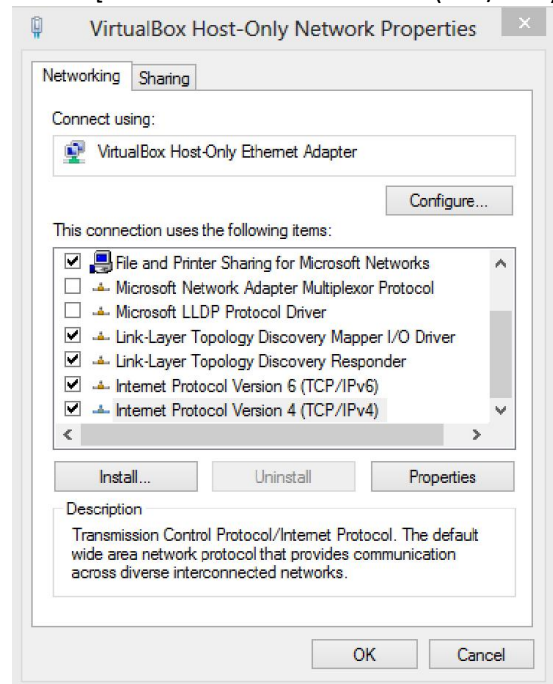 VirtualBox Host-Only Network Properties
Networking Sharing
Connect using:
VirtualBox Host-Only Ethernet Adapter
Configure...
This connection uses the following items:
File and Printer Sharing for Microsoft Networks
Microsoft Network Adapter Multiplexor Protocol
Microsoft LLDP Protocol Driver
Link-Layer Topology Discovery Mapper I/O Driver
Link-Layer Topology Discovery Responder
Internet Protocol Version 6 (TCP/IPv6)
Internet Protocol Version 4 (TCP/IPv4)
Install... Uninstall Properties
Description
Transmission Control Protocol/Internet Protocol. The default
wide area network protocol that provides communication
across diverse interconnected networks.
OK Cancel